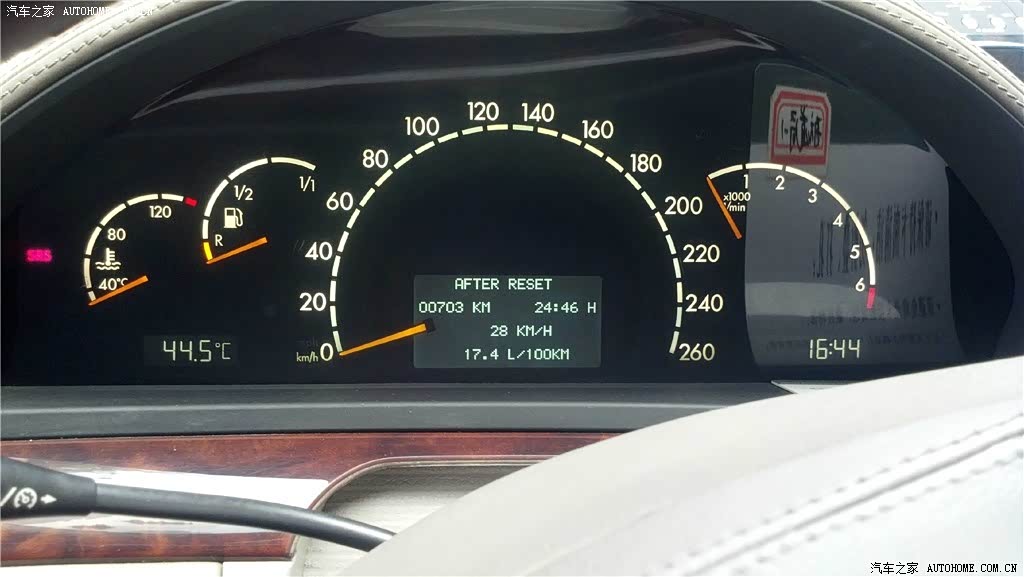 汽车之家 AUTOHOME.COM.CN
SRS
40°C
80
120
R
1/2
1/1
km/h
0
20
40
60
80
100
120
140
160
180
200
220
240
260
AFTER RESET
00703 KM 24:46 H
28 KM/H
17.4 L/100KM
x1000
/min
1
2
3
4
5
6
44.5°C
16:44
汽车之家 AUTOHOME.COM.CN